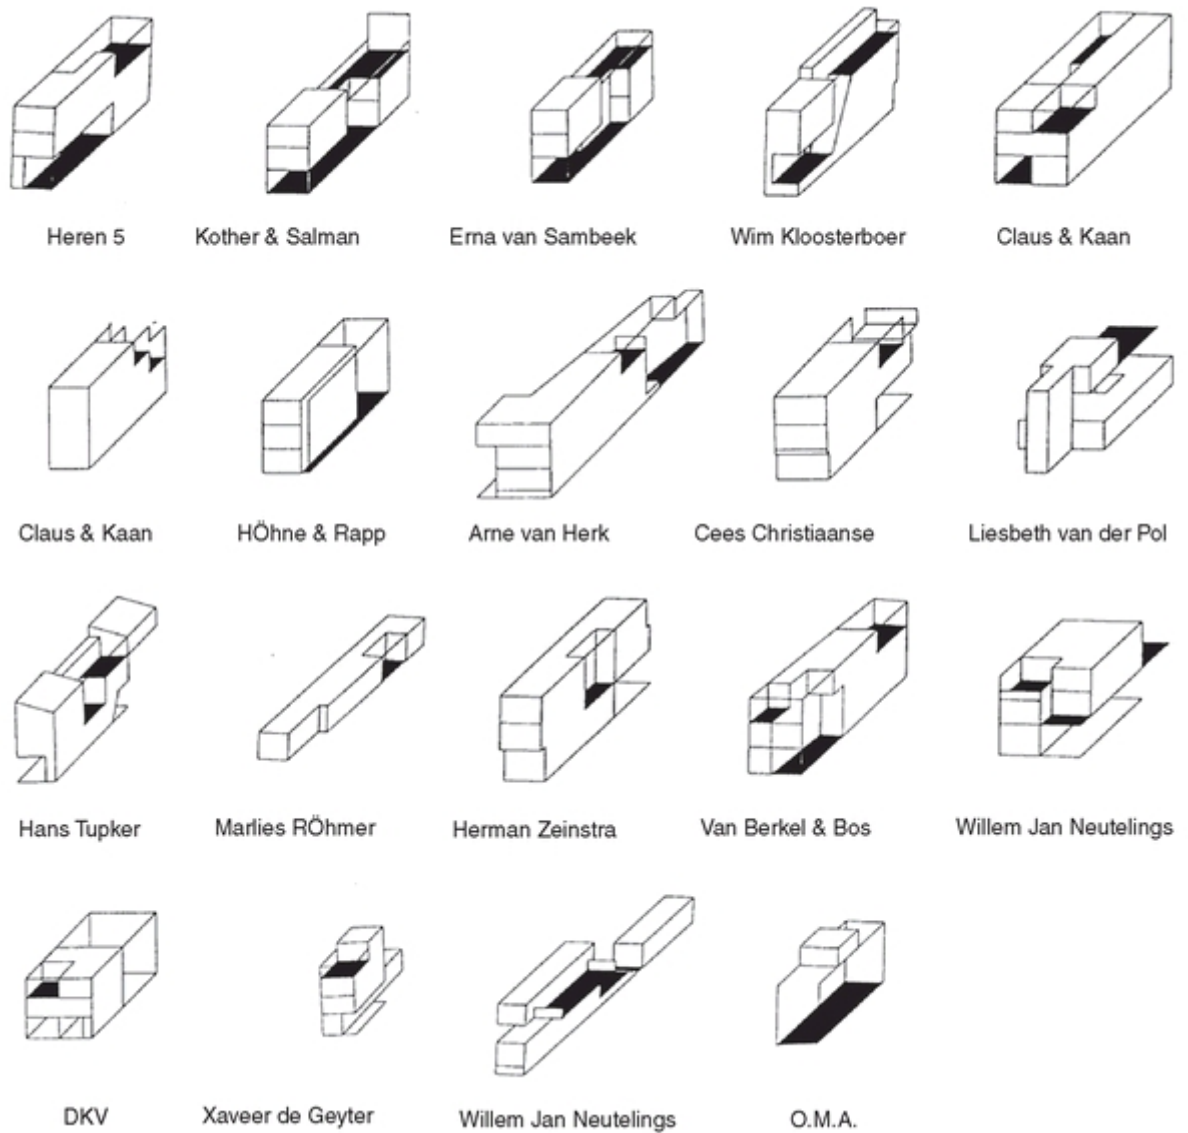 Heren 5
Kother & Salman
Erna van Sambeek
Wim Kloosterboer
Claus & Kaan
Claus & Kaan
HÖhne & Rapp
Arne van Herk
Cees Christiaanse
Liesbeth van der Pol
Hans Tupker
Marlies RÖhmer
Herman Zeinstra
Van Berkel & Bos
Willem Jan Neutelings
DKV
Xaveer de Geyter
Willem Jan Neutelings
O.M.A.